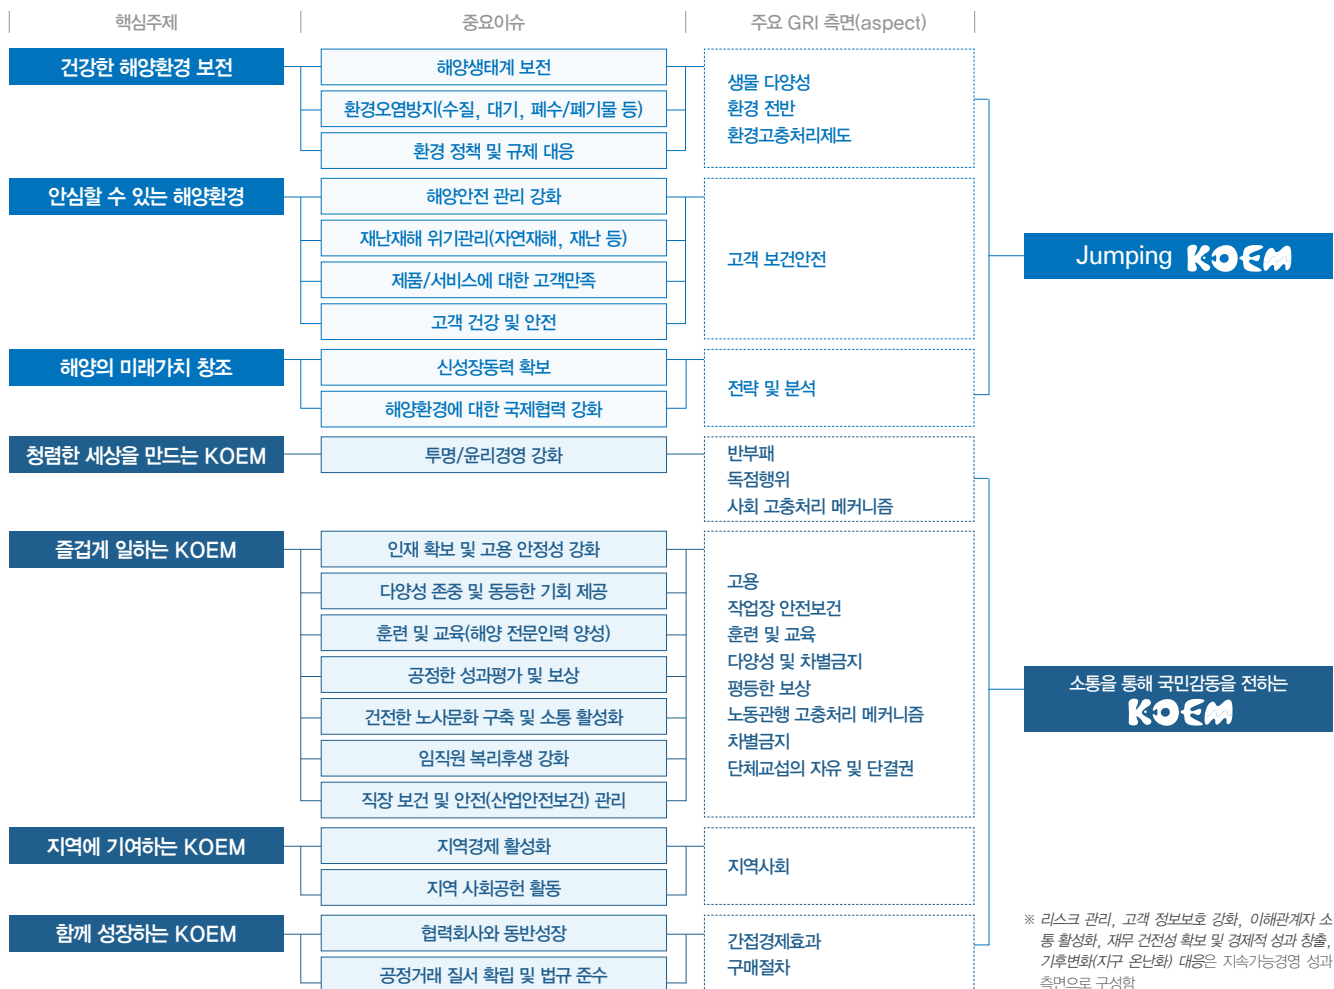 핵심주제
중요이슈
주요 GRI 측면(aspect)
건강한 해양환경 보전
해양생태계 보전
환경오염방지(수질, 대기, 폐수/폐기물 등)
환경 정책 및 규제 대응
생물 다양성
환경 전반
환경고충처리제도
안심할 수 있는 해양환경
해양안전 관리 강화
재난재해 위기관리(자연재해, 재난 등)
제품/서비스에 대한 고객만족
고객 건강 및 안전
고객 보건안전
Jumping KOEM
해양의 미래가치 창조
신성장동력 확보
해양환경에 대한 국제협력 강화
전략 및 분석
청렴한 세상을 만드는 KOEM
투명/윤리경영 강화
반부패
독점행위
사회 고충처리 메커니즘
즐겁게 일하는 KOEM
인재 확보 및 고용 안정성 강화
다양성 존중 및 동등한 기회 제공
훈련 및 교육(해양 전문인력 양성)
공정한 성과평가 및 보상
건전한 노사문화 구축 및 소통 활성화
임직원 복리후생 강화
직장 보건 및 안전(산업안전보건) 관리
고용
작업장 안전보건
훈련 및 교육
다양성 및 차별금지
평등한 보상
노동관행 고충처리 메커니즘
차별금지
단체교섭의 자유 및 단결권
소통을 통해 국민감동을 전하는
KOEM
지역에 기여하는 KOEM
지역경제 활성화
지역 사회공헌 활동
지역사회
함께 성장하는 KOEM
협력회사와 동반성장
공정거래 질서 확립 및 법규 준수
간접경제효과
구매절차
※ 리스크 관리, 고객 정보보호 강화, 이해관계자 소
통 활성화, 재무 건전성 확보 및 경제적 성과 창출,
기후변화(지구 온난화) 대응은 지속가능경영 성과
측면으로 구성함